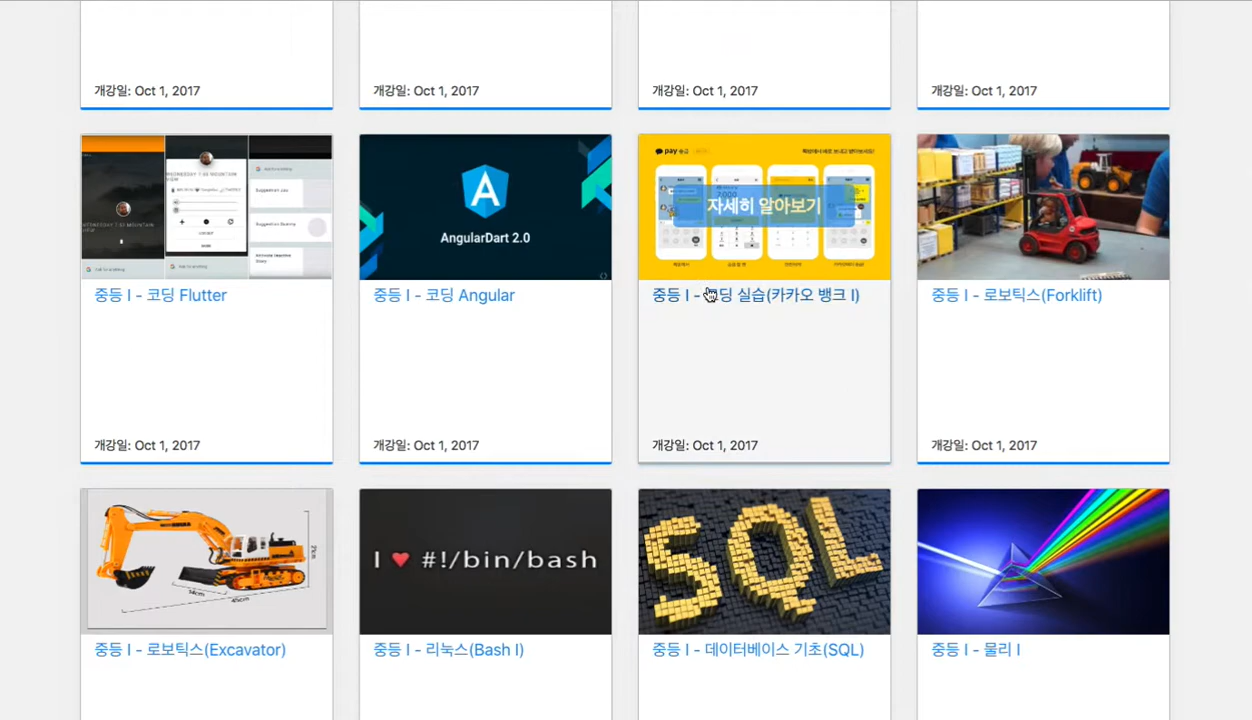 개강일: Oct 1, 2017
개강일: Oct 1, 2017
개강일: Oct 1, 2017
개강일: Oct 1, 2017
중등 I - 코딩 Flutter
개강일: Oct 1, 2017
AngularDart 2.0
중등 I - 코딩 Angular
개강일: Oct 1, 2017
pay 송금
자세히 알아보기
중등 I - 코딩 실습(카카오 뱅크 I)
개강일: Oct 1, 2017
중등 I - 로보틱스(Forklift)
개강일: Oct 1, 2017
중등 I - 로보틱스(Excavator)
I ♥ #!/bin/bash
중등 I - 리눅스(Bash I)
SQL
중등 I - 데이터베이스 기초(SQL)
중등 I - 물리 I